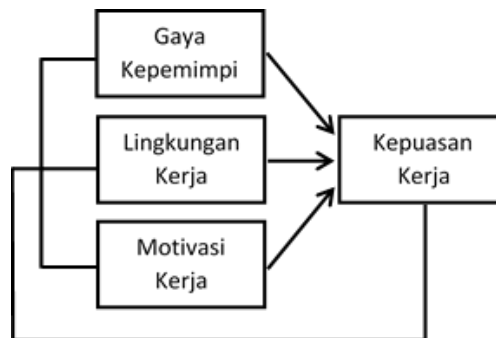 Gaya
Kepemimpi
Lingkungan
Kerja
Motivasi
Kerja
Kepuasan
Kerja